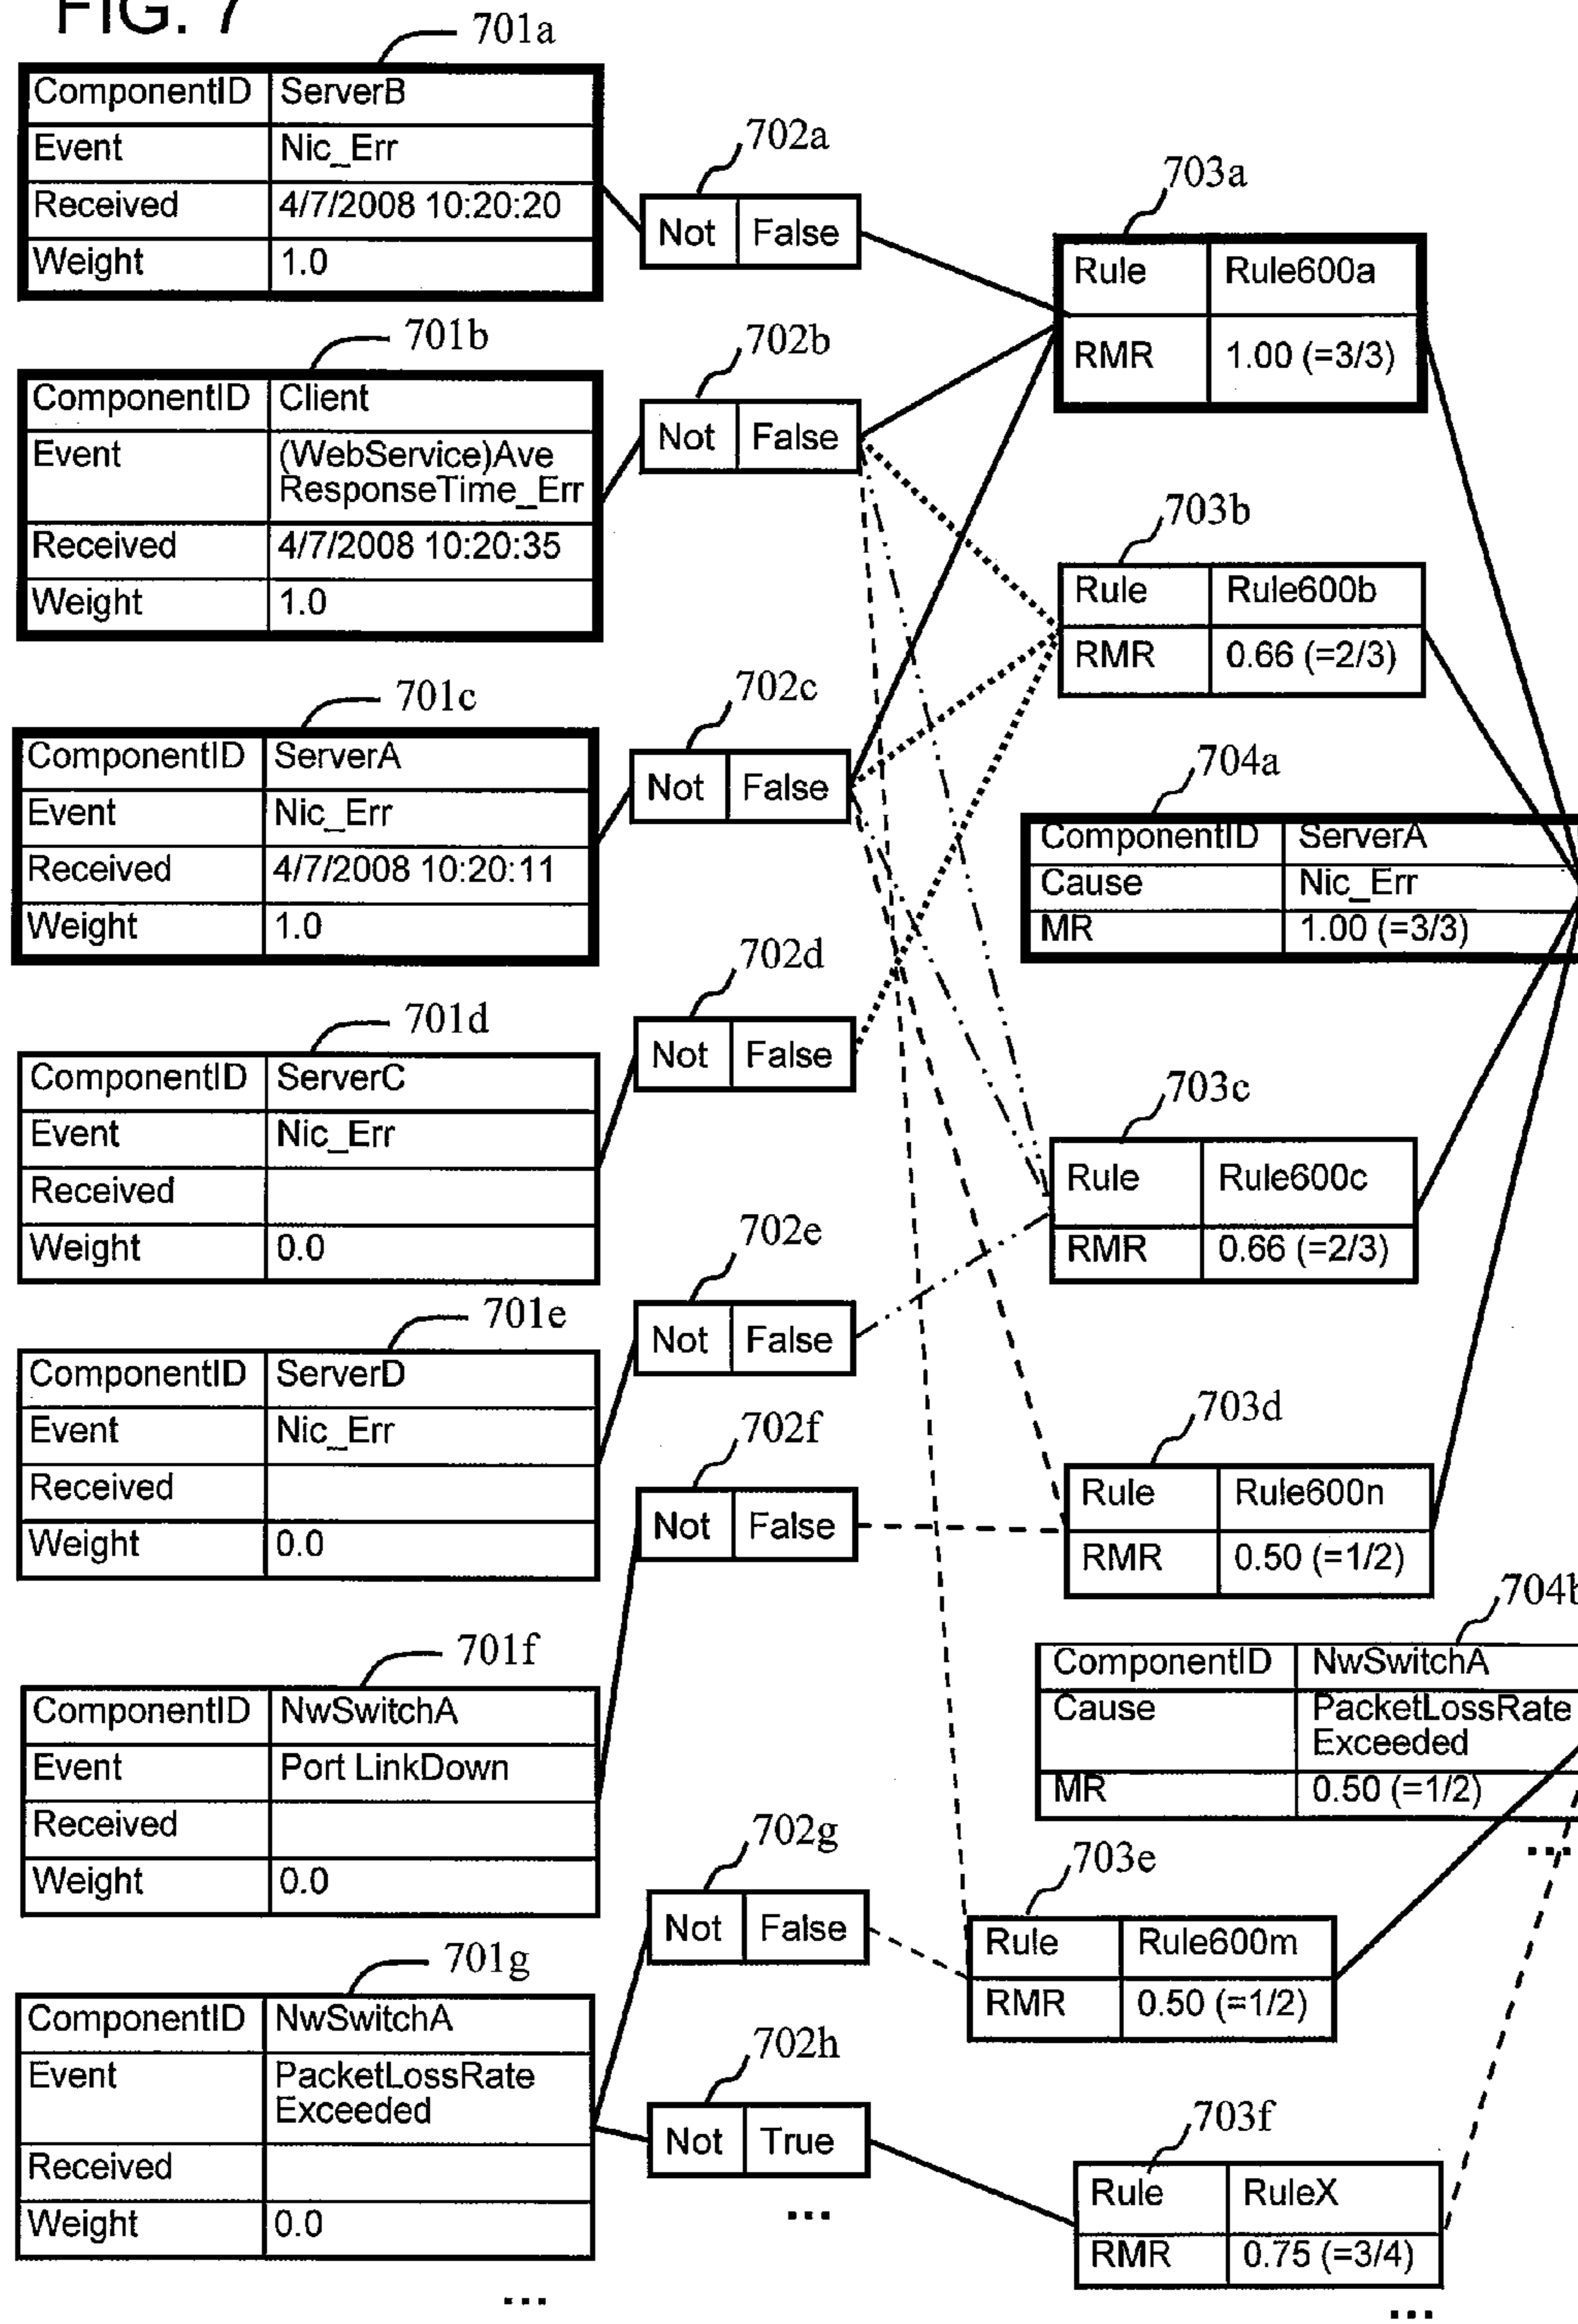 FIG. 7
701a
ComponentID ServerB
Event Nic_Err
Received 4/7/2008 10:20:20
Weight 1.0
701b
ComponentID Client
Event (WebService)Ave
ResponseTime_Err
Received 4/7/2008 10:20:35
Weight 1.0
701c
ComponentID ServerA
Event Nic_Err
Received 4/7/2008 10:20:11
Weight 1.0
701d
ComponentID ServerC
Event Nic_Err
Received
Weight 0.0
701e
ComponentID ServerD
Event Nic_Err
Received
Weight 0.0
701f
ComponentID NwSwitchA
Event Port LinkDown
Received
Weight 0.0
701g
ComponentID NwSwitchA
Event PacketLossRate
Exceeded
Received
Weight 0.0
...
702a
Not False
702b
Not False
702c
Not False
702d
Not False
702e
Not False
702f
Not False
702g
Not False
702h
Not True
...
703a
Rule Rule600a
RMR 1.00 (=3/3)
703b
Rule Rule600b
RMR 0.66 (=2/3)
704a
ComponentID ServerA
Cause Nic_Err
MR 1.00 (=3/3)
703c
Rule Rule600c
RMR 0.66 (=2/3)
703d
Rule Rule600n
RMR 0.50 (=1/2)
704b
ComponentID NwSwitchA
Cause PacketLossRate
Exceeded
MR 0.50 (=1/2)
...
703e
Rule Rule600m
RMR 0.50 (=1/2)
703f
Rule RuleX
RMR 0.75 (=3/4)
...